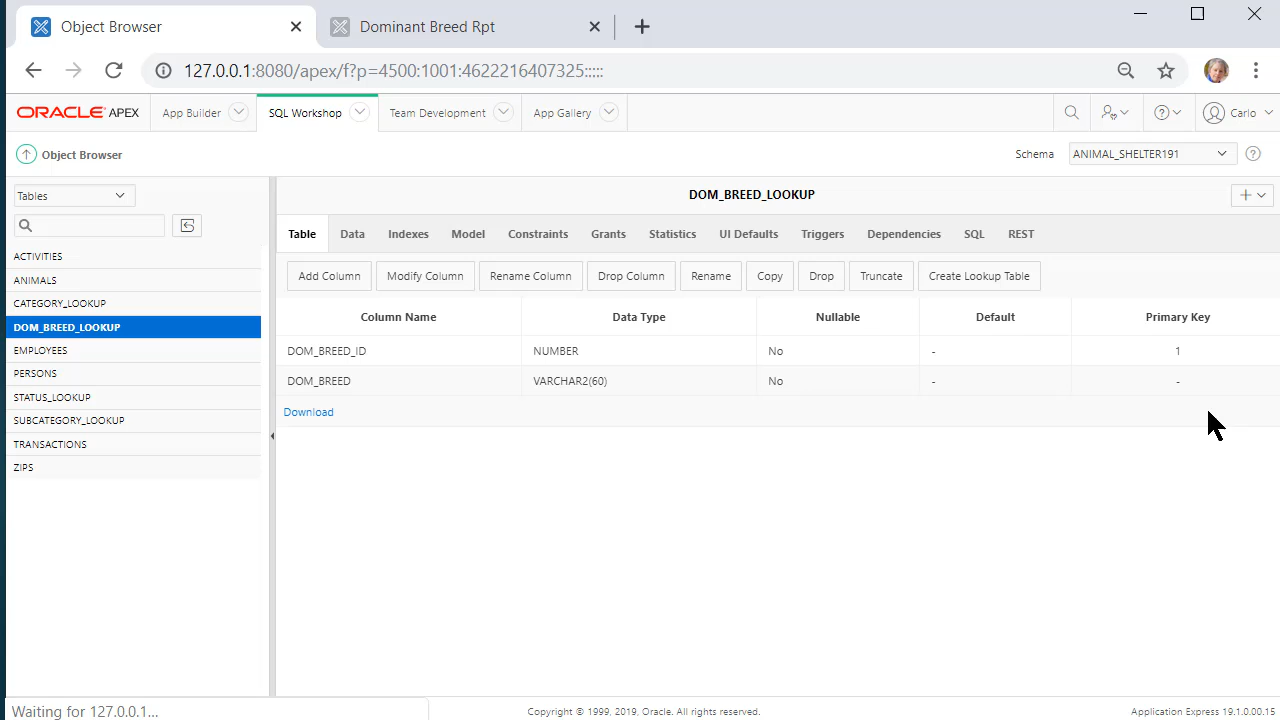 Object Browser
Dominant Breed Rpt
127.0.0.1:8080/apex/f?p=4500:1001:4622216407325:::::
ORACLE APEX App Builder SQL Workshop Team Development App Gallery Carlo
Object Browser Schema ANIMAL_SHELTER191
Tables
DOM_BREED_LOOKUP
Table Data Indexes Model Constraints Grants Statistics UI Defaults Triggers Dependencies SQL REST
Add Column Modify Column Rename Column Drop Column Rename Copy Drop Truncate Create Lookup Table
ACTIVITIES
ANIMALS
CATEGORY_LOOKUP
DOM_BREED_LOOKUP
EMPLOYEES
PERSONS
STATUS_LOOKUP
SUBCATEGORY_LOOKUP
TRANSACTIONS
ZIPS
Column Name Data Type Nullable Default Primary Key
DOM_BREED_ID NUMBER No - 1
DOM_BREED VARCHAR2(60) No - -
Download
Waiting for 127.0.0.1...
Copyright © 1999, 2019, Oracle. All rights reserved.
Application Express 19.1.0.00.15